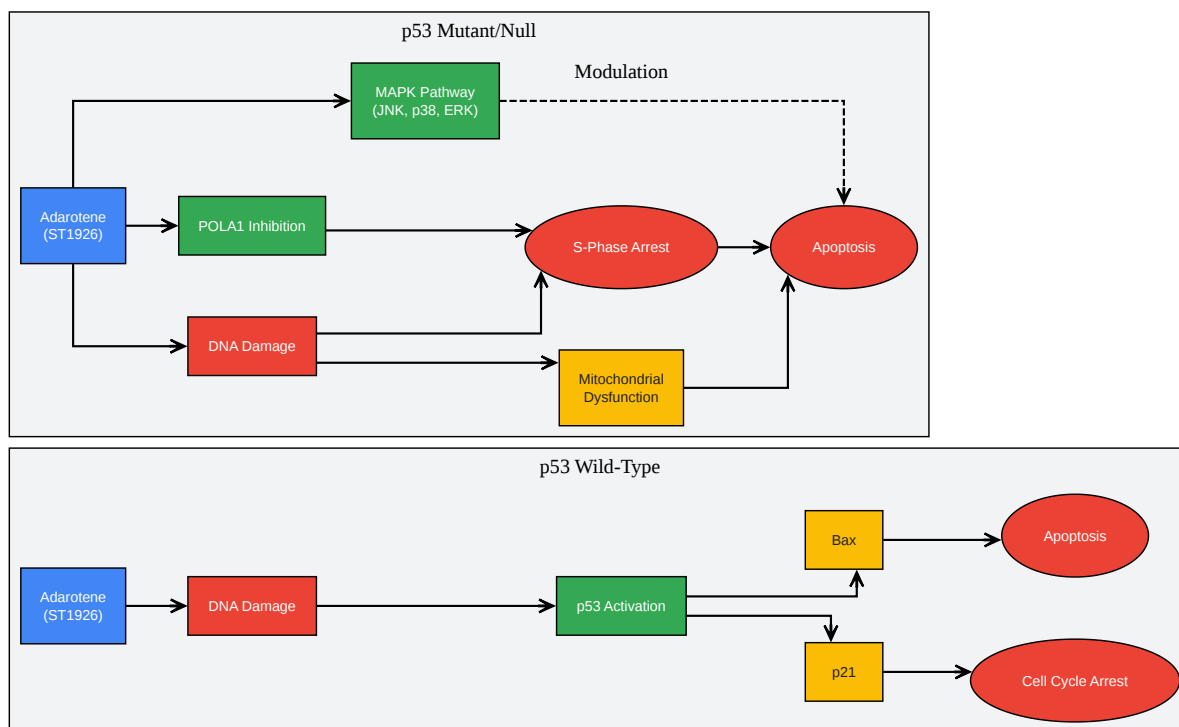 p53 Mutant/Null
Modulation
MAPK Pathway
(JNK, p38, ERK)
Adarotene
(ST1926)
POLA1 Inhibition
S-Phase Arrest
Apoptosis
DNA Damage
Mitochondrial
Dysfunction
p53 Wild-Type
Bax
Apoptosis
Adarotene
(ST1926)
DNA Damage
p53 Activation
p21
Cell Cycle Arrest